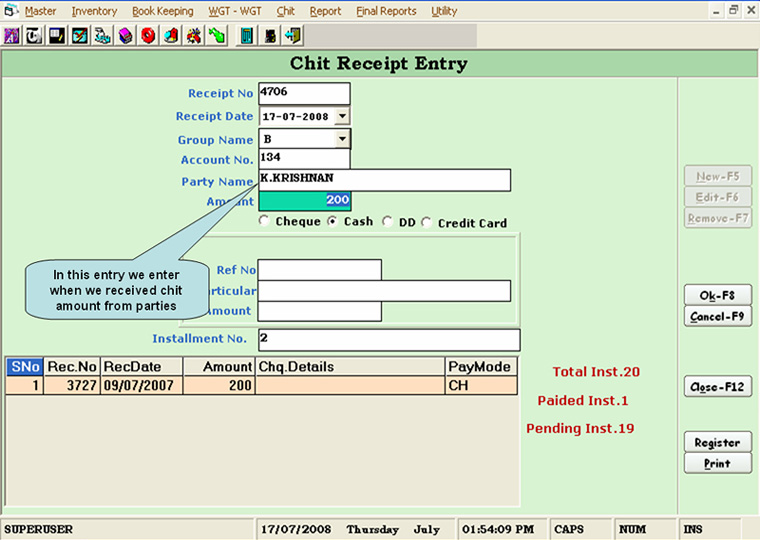 Master Inventory Book Keeping WGT - WGT Chit Report Final Reports Utility
Chit Receipt Entry
Receipt No 4706
Receipt Date 17-07-2008
Group Name B
Account No. 134
Party Name K.KRISHNAN
Amount 200
Cheque Cash DD Credit Card
New-F5
Edit-F6
Remove-F7
In this entry we enter
when we received chit
amount from parties
Ref No
articular
mount
Installment No. 2
Ok-F8
Cancel-F9
SNo Rec.No RecDate Amount Chq.Details PayMode
1 3727 09/07/2007 200 CH
Total Inst.20
Paided Inst.1
Pending Inst.19
Close-F12
Register
Print
SUPERUSER 17/07/2008 Thursday July 01:54:09 PM CAPS NUM INS